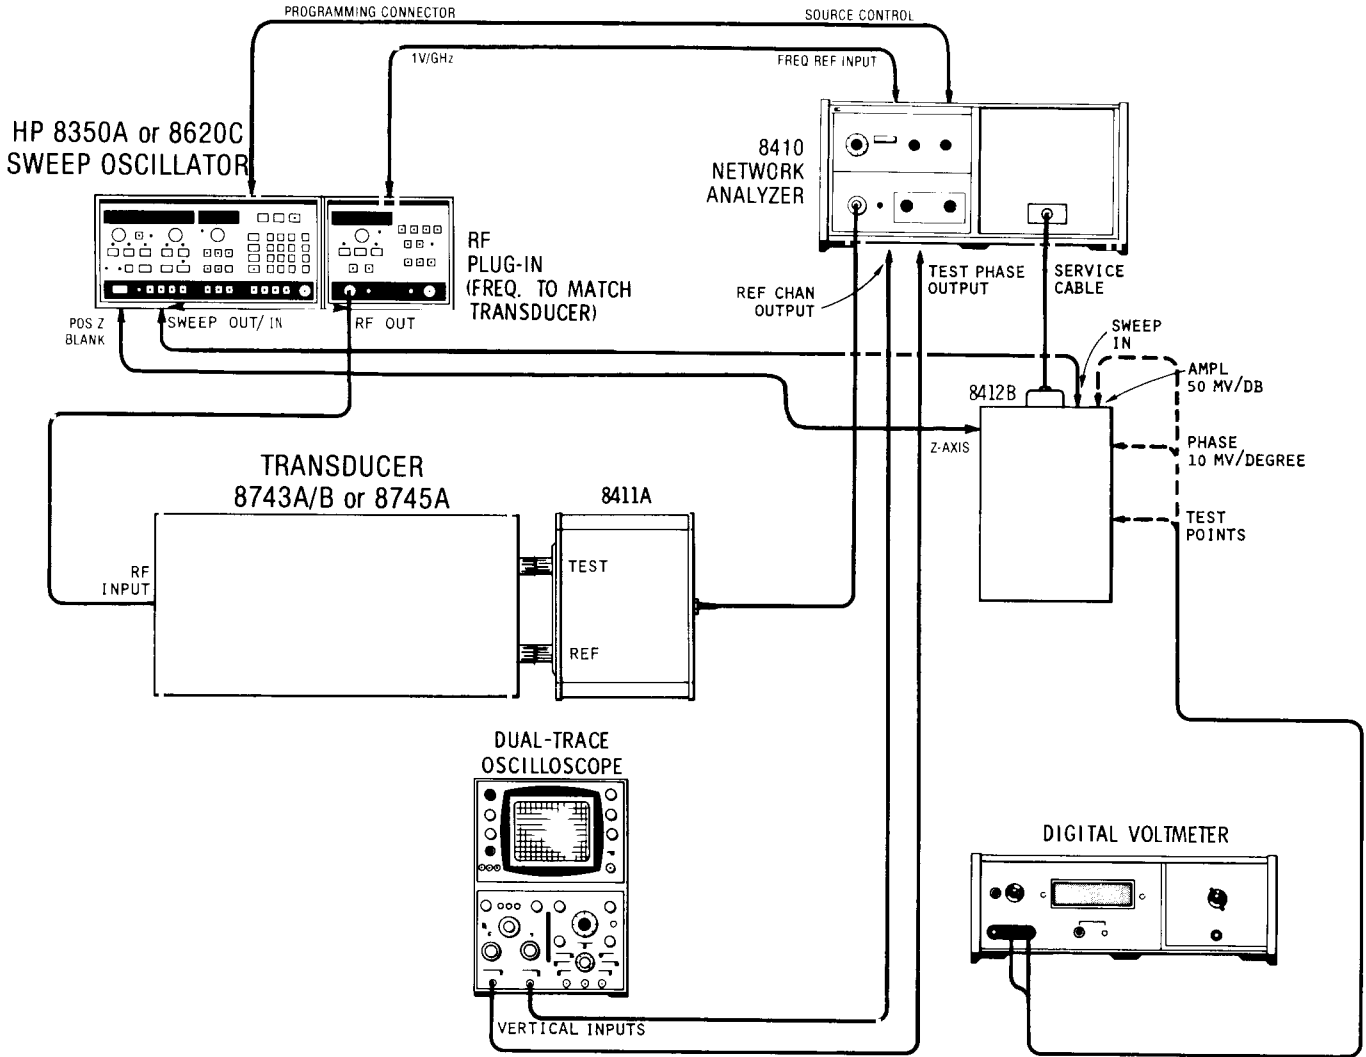 PROGRAMMING CONNECTOR
SOURCE CONTROL
1V/GHz
FREQ REF INPUT
HP 8350A or 8620C
SWEEP OSCILLATOR
8410
NETWORK
ANALYZER
RF
PLUG-IN
(FREQ. TO MATCH
TRANSDUCER)
REF CHAN
OUTPUT
TEST PHASE
OUTPUT
SERVICE
CABLE
POS Z
BLANK
SWEEP OUT/IN
RF OUT
SWEEP
IN
AMPL
50 MV/DB
8412B
Z-AXIS
PHASE
10 MV/DEGREE
TEST
POINTS
TRANSDUCER
8743A/B or 8745A
8411A
RF
INPUT
TEST
REF
DUAL-TRACE
OSCILLOSCOPE
DIGITAL VOLTMETER
VERTICAL INPUTS